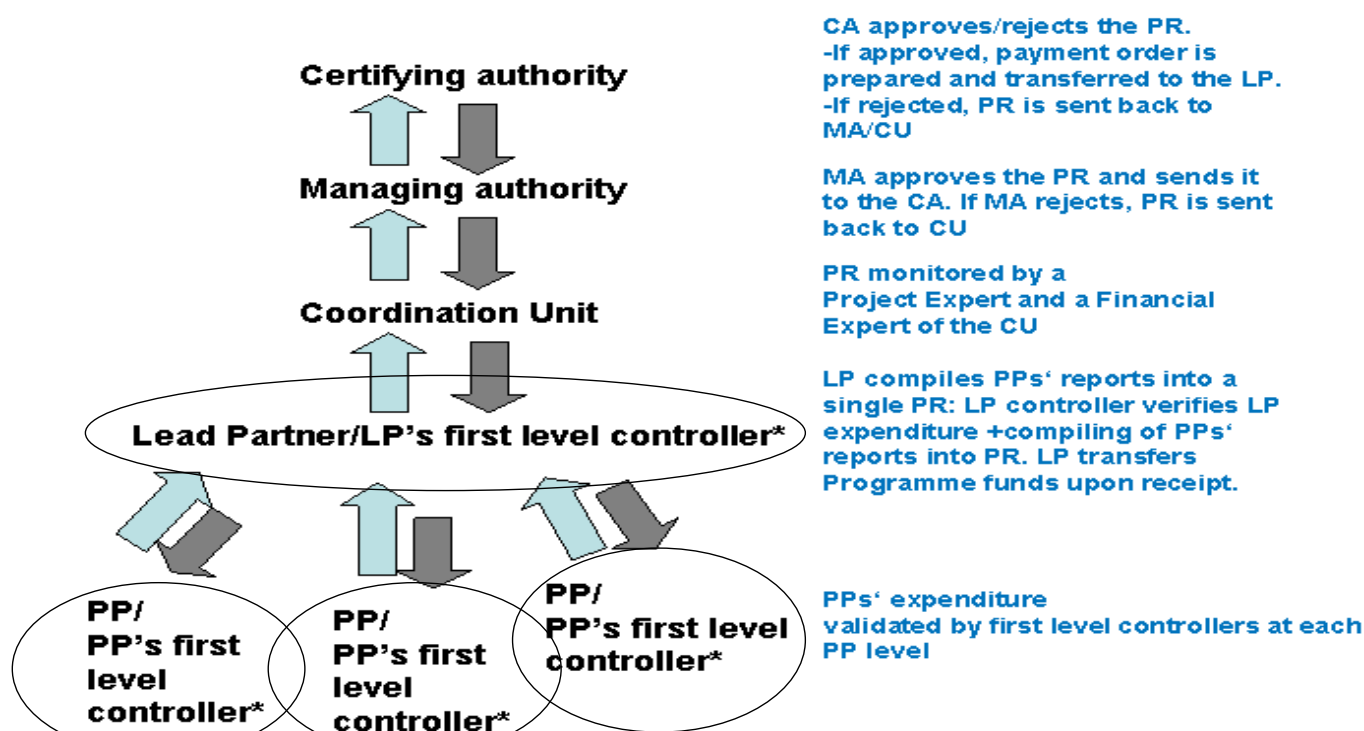 CA approves/rejects the PR.
-If approved, payment order is
prepared and transferred to the LP.
-If rejected, PR is sent back to
MA/CU
Certifying authority
Managing authority
MA approves the PR and sends it
to the CA. If MA rejects, PR is sent
back to CU
Coordination Unit
PR monitored by a
Project Expert and a Financial
Expert of the CU
Lead Partner/LP’s first level controller*
LP compiles PPs‘ reports into a
single PR: LP controller verifies LP
expenditure +compiling of PPs‘
reports into PR. LP transfers
Programme funds upon receipt.
PP/
PP’s first
level
controller*
PP/
PP’s first
level
controller*
PP/
PP’s first level
controller*
PPs‘ expenditure
validated by first level controllers at each
PP level